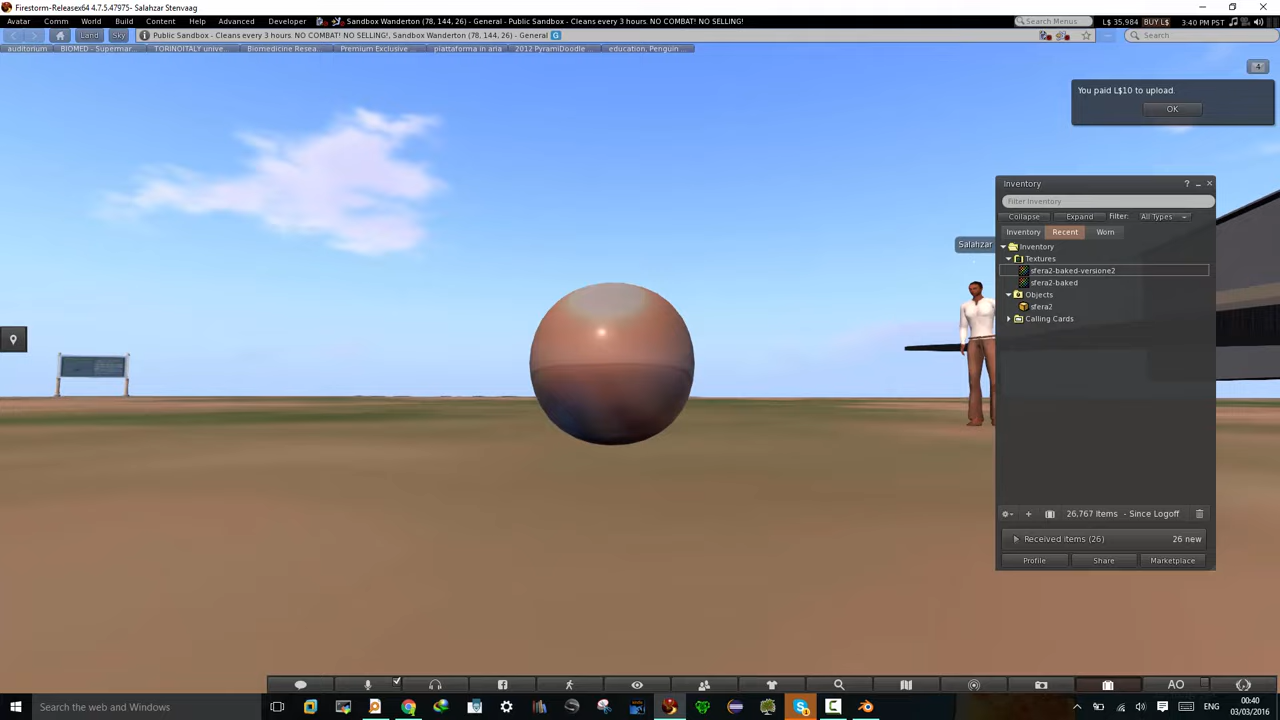 Firestorm-Releasex64 4.7.5.47975- Salahzar Stenvaag
Avatar Comm World Build Content Help Advanced Developer Sandbox Wanderton (78, 144, 26) - General - Public Sandbox - Cleans every 3 hours. NO COMBAT! NO SELLING! Search Menus L$ 35,984 BUY L$ 3:40 PM PST
Land Sky Public Sandbox - Cleans every 3 hours. NO COMBAT! NO SELLING!, Sandbox Wanderton (78, 144, 26) - General G Search
auditorium BIOMED - Supermar... TORINOITALY unive... Biomedicine Resea... Premium Exclusive ... piattaforma in aria 2012 PyramiDoodle education, Penguin ...
4
You paid L$10 to upload.
OK
Inventory ?
Filter Inventory
Collapse Expand Filter: All Types
Inventory Recent Worn
Inventory
Textures
sfera2-baked-versione2
sfera2-baked
Objects
sfera2
Calling Cards
Salahzar
26,767 Items - Since Logoff
Received Items (26) 26 new
Profile Share Marketplace
AO
Search the web and Windows
ENG
00:40
03/03/2016